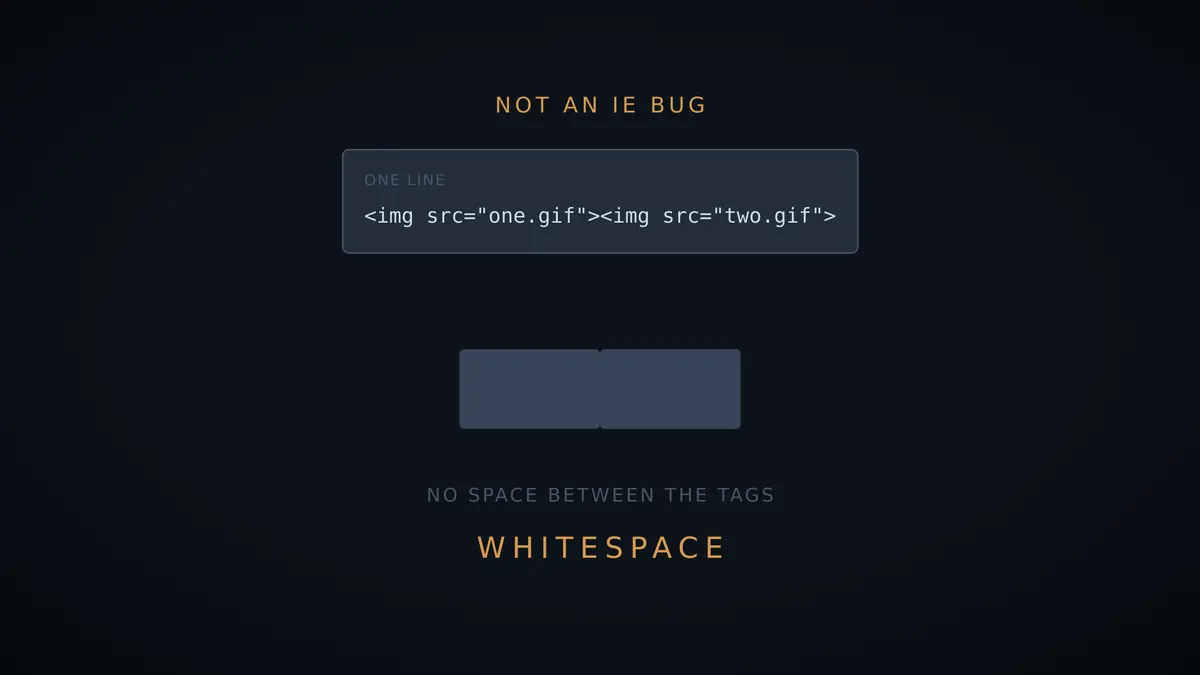 NOT AN IE BUG
ONE LINE
<img src="one.gif"><img src="two.gif">
NO SPACE BETWEEN THE TAGS
WHITESPACE